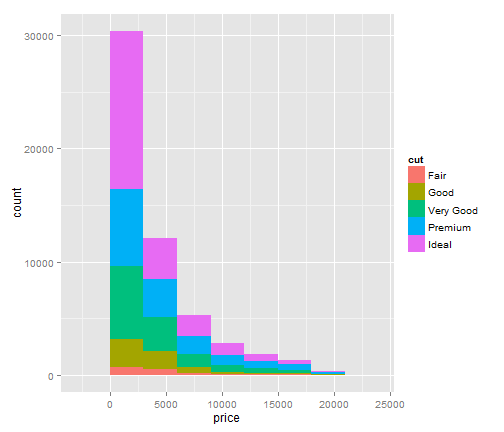 30000
20000
10000
0
count
0
5000
10000
15000
20000
25000
price
cut
Fair
Good
Very Good
Premium
Ideal